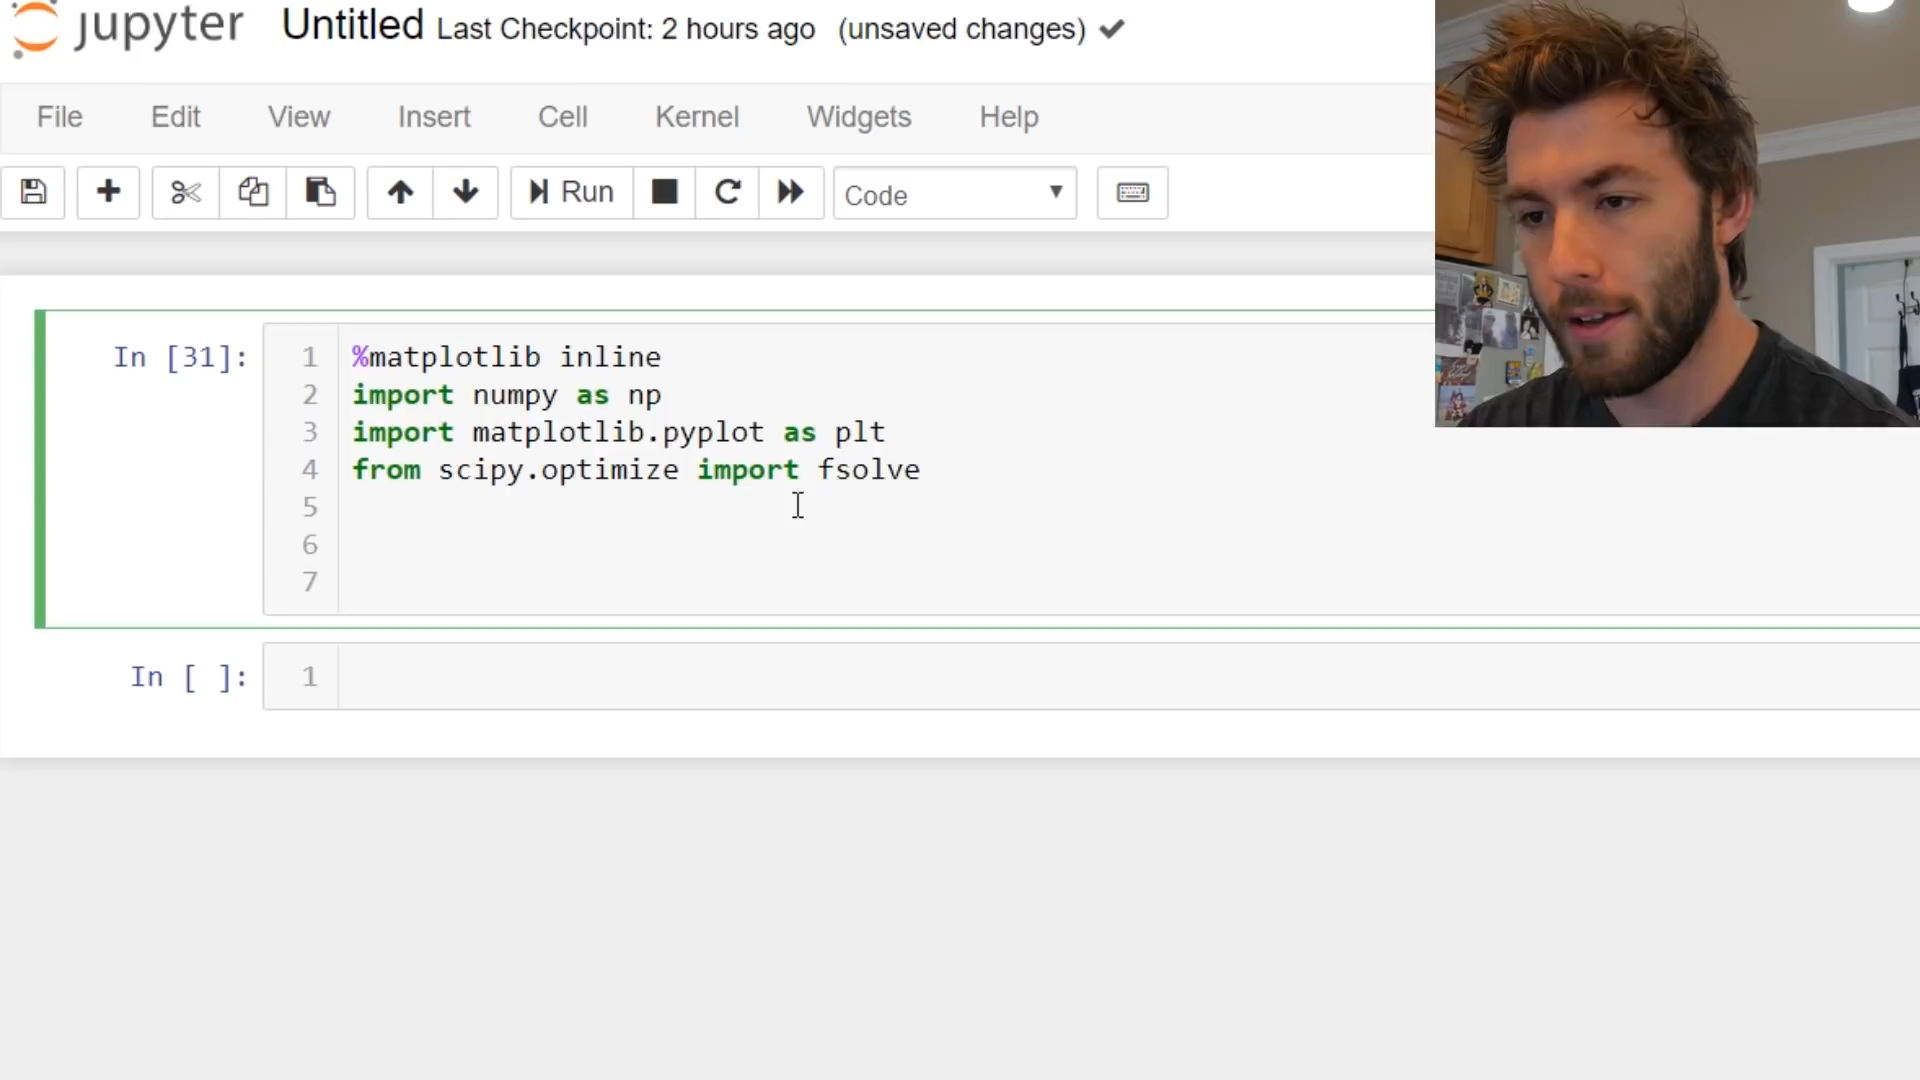 jupyter Untitled Last Checkpoint: 2 hours ago (unsaved changes)
File Edit View Insert Cell Kernel Widgets Help
Run Code
In [31]:
1 %matplotlib inline
2 import numpy as np
3 import matplotlib.pyplot as plt
4 from scipy.optimize import fsolve
5
6
7
In [ ]: 1